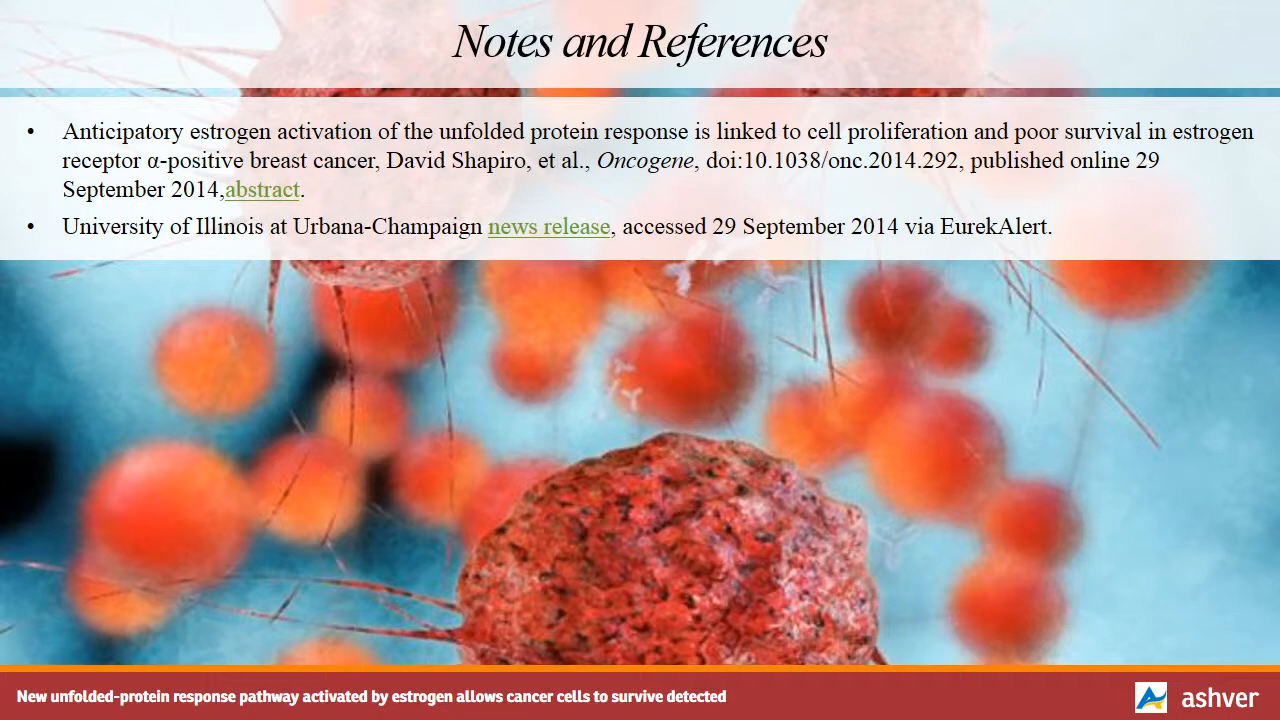 Notes and References
• Anticipatory estrogen activation of the unfolded protein response is linked to cell proliferation and poor survival in estrogen
receptor α-positive breast cancer, David Shapiro, et al., Oncogene, doi:10.1038/onc.2014.292, published online 29
September 2014,abstract.
• University of Illinois at Urbana-Champaign news release, accessed 29 September 2014 via EurekAlert.
New unfolded-protein response pathway activated by estrogen allows cancer cells to survive detected
ashver